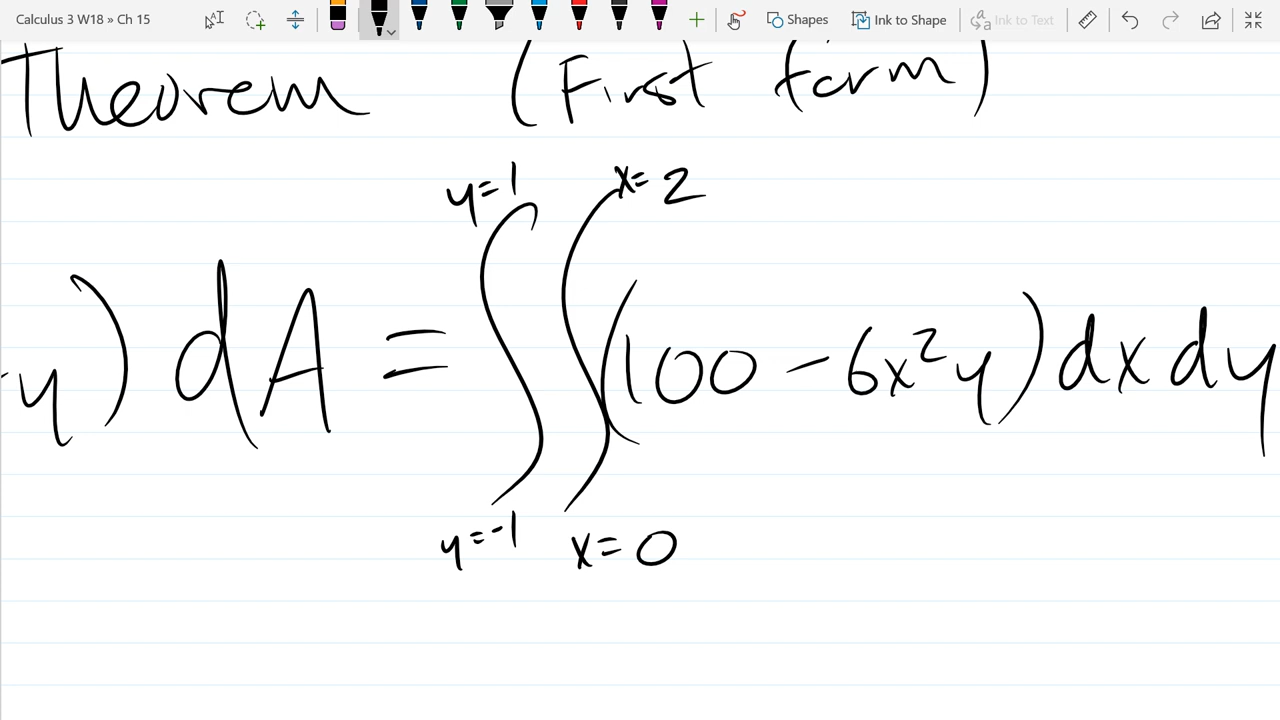 Calculus 3 W18 » Ch 15 Shapes Ink to Shape Ink to Text
Theorem (First form)
y=1 x=2
y) dA = ∫∫(100 - 6x²y) dx dy
y=-1 x=0